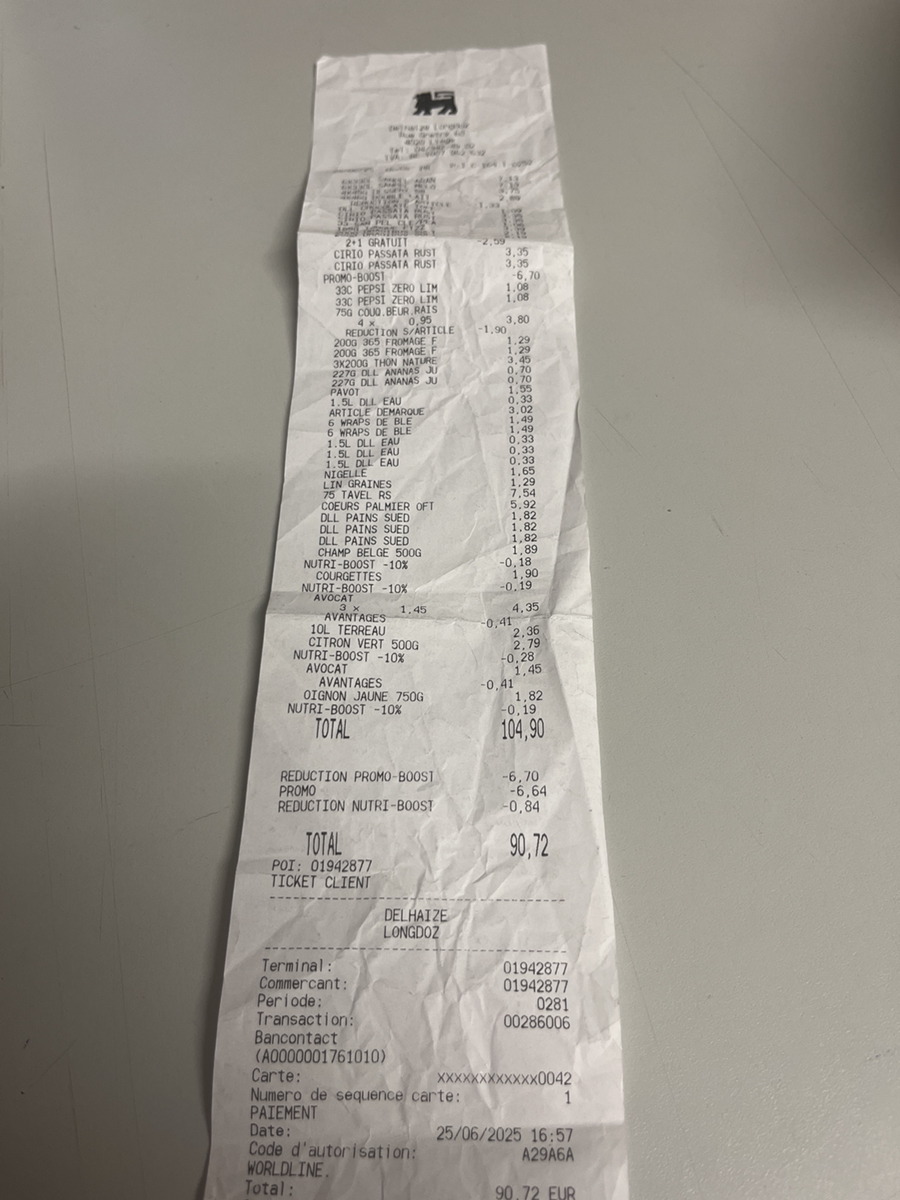 Delhaize Longdoz
2+1 GRATUIT -2,59
CIRIO PASSATA RUST 3,35
CIRIO PASSATA RUST 3,35
PROMO-BOOST -6,70
33C PEPSI ZERO LIM 1,08
33C PEPSI ZERO LIM 1,08
75G COUQ.BEUR.RAIS
4 x 0,95 3,80
REDUCTION S/ARTICLE -1,90
200G 365 FROMAGE F 1,29
200G 365 FROMAGE F 1,29
3X200G THON NATURE 3,45
227G DLL ANANAS JU 0,70
227G DLL ANANAS JU 0,70
PAVOT 1,55
1.5L DLL EAU 0,33
ARTICLE DEMARQUE 3,02
6 WRAPS DE BLE 1,49
6 WRAPS DE BLE 1,49
1.5L DLL EAU 0,33
1.5L DLL EAU 0,33
1.5L DLL EAU 0,33
NIGELLE 1,65
LIN GRAINES 1,29
75 TAVEL RS 7,54
COEURS PALMIER OFT 5,92
DLL PAINS SUED 1,82
DLL PAINS SUED 1,82
DLL PAINS SUED 1,82
CHAMP BELGE 500G 1,89
NUTRI-BOOST -10% -0,18
COURGETTES 1,90
NUTRI-BOOST -10% -0,19
AVOCAT
3 x 1,45 4,35
AVANTAGES -0,41
10L TERREAU 2,36
CITRON VERT 500G 2,79
NUTRI-BOOST -10% -0,28
AVOCAT 1,45
AVANTAGES -0,41
OIGNON JAUNE 750G 1,82
NUTRI-BOOST -10% -0,19
TOTAL 104,90
REDUCTION PROMO-BOOST -6,70
PROMO -6,64
REDUCTION NUTRI-BOOST -0,84
TOTAL 90,72
POI: 01942877
TICKET CLIENT
DELHAIZE
LONGDOZ
Terminal: 01942877
Commercant: 01942877
Periode: 0281
Transaction: 00286006
Bancontact
(A0000001761010)
Carte: xxxxxxxxxxxx0042
Numero de sequence carte: 1
PAIEMENT
Date: 25/06/2025 16:57
Code d'autorisation: A29A6A
WORLDLINE.
Total: 90,72 EUR